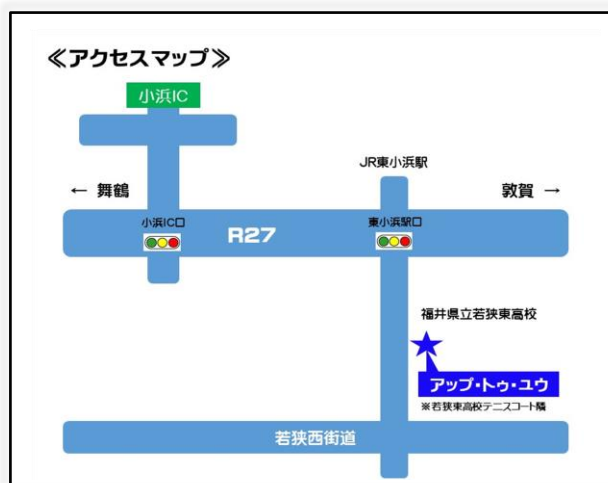 ≪アクセスマップ≫
小浜IC
JR東小浜駅
← 舞鶴
敦賀 →
小浜IC口
R27
東小浜駅口
福井県立若狭東高校
アップ・トゥ・ユウ
※若狭東高校テニスコート隣
若狭西街道